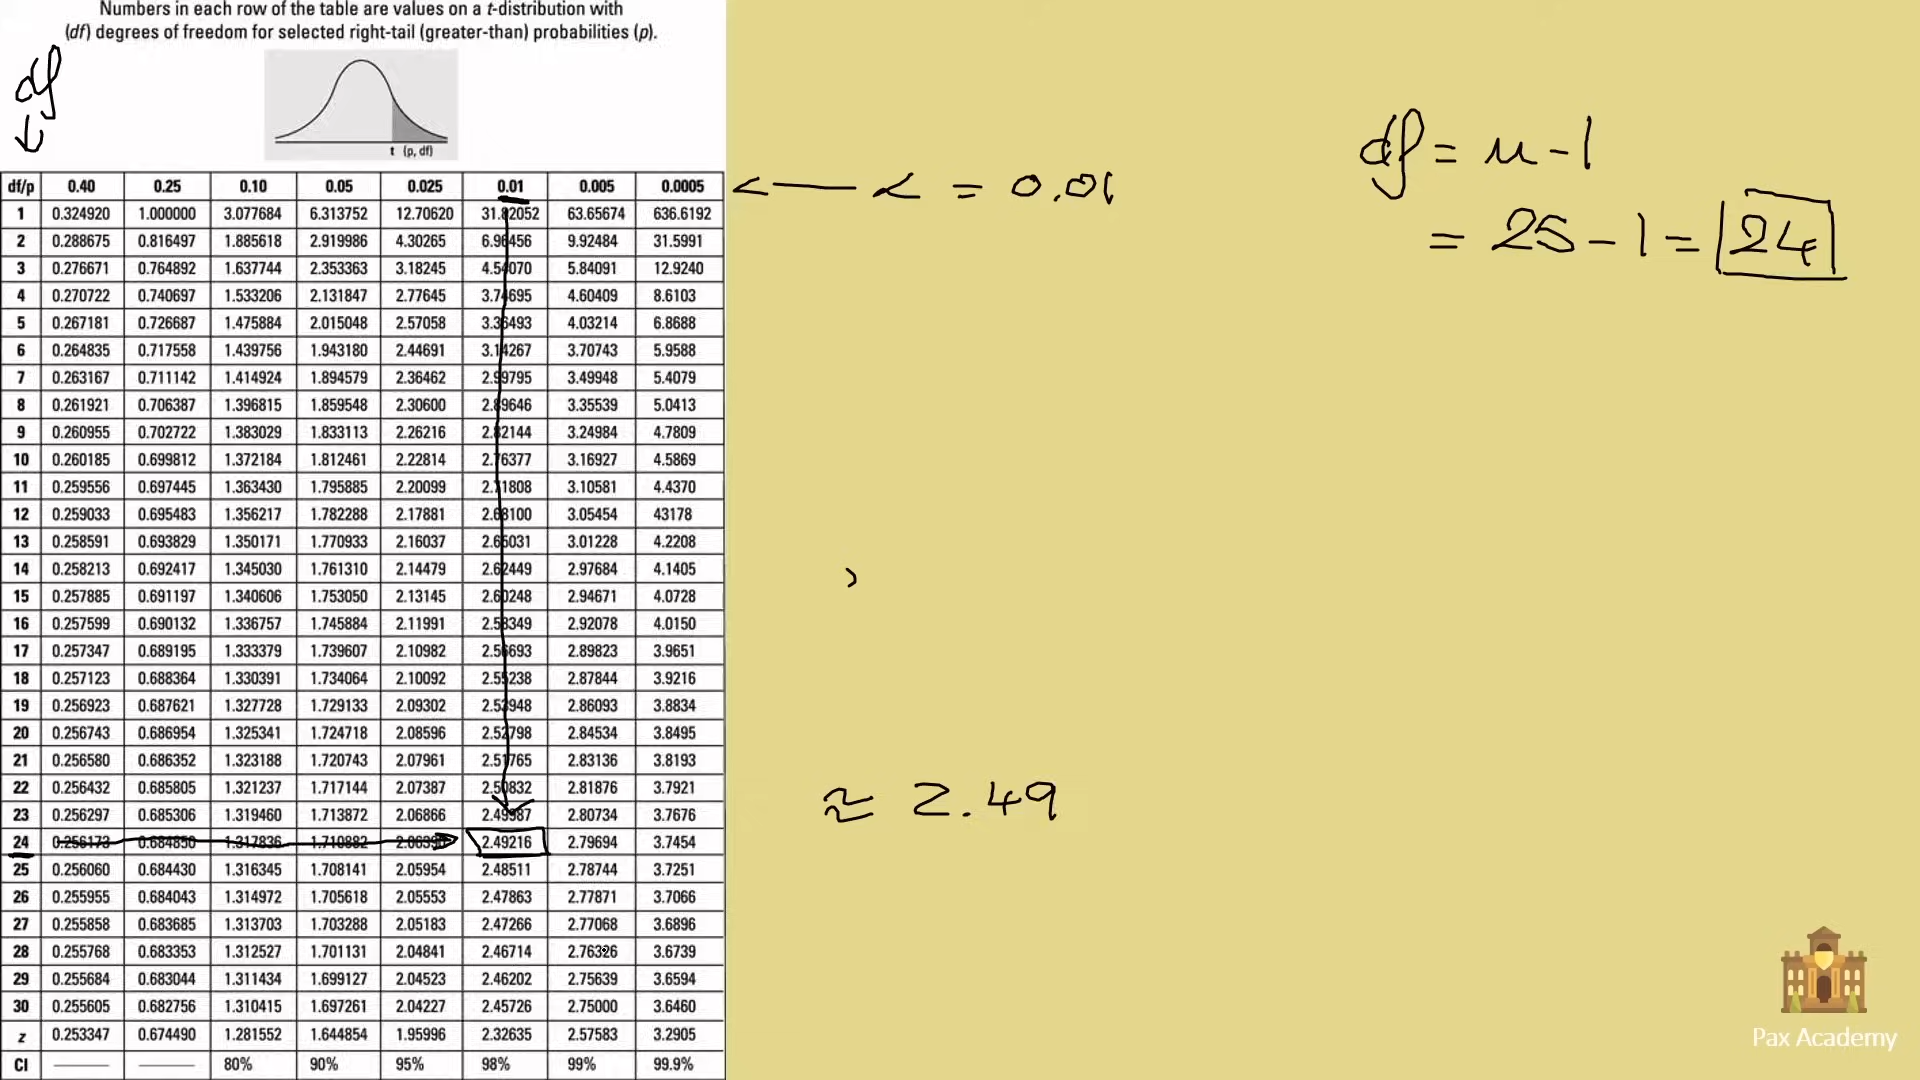 Numbers in each row of the table are values on a t-distribution with
(df) degrees of freedom for selected right-tail (greater-than) probabilities (p).
df
t (p, df)
df/p 0.40 0.25 0.10 0.05 0.025 0.01 0.005 0.0005
1 0.324920 1.000000 3.077684 6.313752 12.70620 31.82052 63.65674 636.6192
2 0.288675 0.816497 1.885618 2.919986 4.30265 6.96456 9.92484 31.5991
3 0.276671 0.764892 1.637744 2.353363 3.18245 4.54070 5.84091 12.9240
4 0.270722 0.740697 1.533206 2.131847 2.77645 3.74695 4.60409 8.6103
5 0.267181 0.726687 1.475884 2.015048 2.57058 3.36493 4.03214 6.8688
6 0.264835 0.717558 1.439756 1.943180 2.44691 3.14267 3.70743 5.9588
7 0.263167 0.711142 1.414924 1.894579 2.36462 2.99795 3.49948 5.4079
8 0.261921 0.706387 1.396815 1.859548 2.30600 2.89646 3.35539 5.0413
9 0.260955 0.702722 1.383029 1.833113 2.26216 2.82144 3.24984 4.7809
10 0.260185 0.699812 1.372184 1.812461 2.22814 2.76377 3.16927 4.5869
11 0.259556 0.697445 1.363430 1.795885 2.20099 2.71808 3.10581 4.4370
12 0.259033 0.695483 1.356217 1.782288 2.17881 2.68100 3.05454 43178
13 0.258591 0.693829 1.350171 1.770933 2.16037 2.65031 3.01228 4.2208
14 0.258213 0.692417 1.345030 1.761310 2.14479 2.62449 2.97684 4.1405
15 0.257885 0.691197 1.340606 1.753050 2.13145 2.60248 2.94671 4.0728
16 0.257599 0.690132 1.336757 1.745884 2.11991 2.58349 2.92078 4.0150
17 0.257347 0.689195 1.333379 1.739607 2.10982 2.56693 2.89823 3.9651
18 0.257123 0.688364 1.330391 1.734064 2.10092 2.55238 2.87844 3.9216
19 0.256923 0.687621 1.327728 1.729133 2.09302 2.53948 2.86093 3.8834
20 0.256743 0.686954 1.325341 1.724718 2.08596 2.52798 2.84534 3.8495
21 0.256580 0.686352 1.323188 1.720743 2.07961 2.51765 2.83136 3.8193
22 0.256432 0.685805 1.321237 1.717144 2.07387 2.50832 2.81876 3.7921
23 0.256297 0.685306 1.319460 1.713872 2.06866 2.49987 2.80734 3.7676
24 0.256173 0.684850 1.317836 1.710882 2.06390 2.49216 2.79694 3.7454
25 0.256060 0.684430 1.316345 1.708141 2.05954 2.48511 2.78744 3.7251
26 0.255955 0.684043 1.314972 1.705618 2.05553 2.47863 2.77871 3.7066
27 0.255858 0.683685 1.313703 1.703288 2.05183 2.47266 2.77068 3.6896
28 0.255768 0.683353 1.312527 1.701131 2.04841 2.46714 2.76326 3.6739
29 0.255684 0.683044 1.311434 1.699127 2.04523 2.46202 2.75639 3.6594
30 0.255605 0.682756 1.310415 1.697261 2.04227 2.45726 2.75000 3.6460
z 0.253347 0.674490 1.281552 1.644854 1.95996 2.32635 2.57583 3.2905
CI 80% 90% 95% 98% 99% 99.9%
α = 0.01
df = n - 1
= 25 - 1 = 24
≈ 2.49
Pax Academy